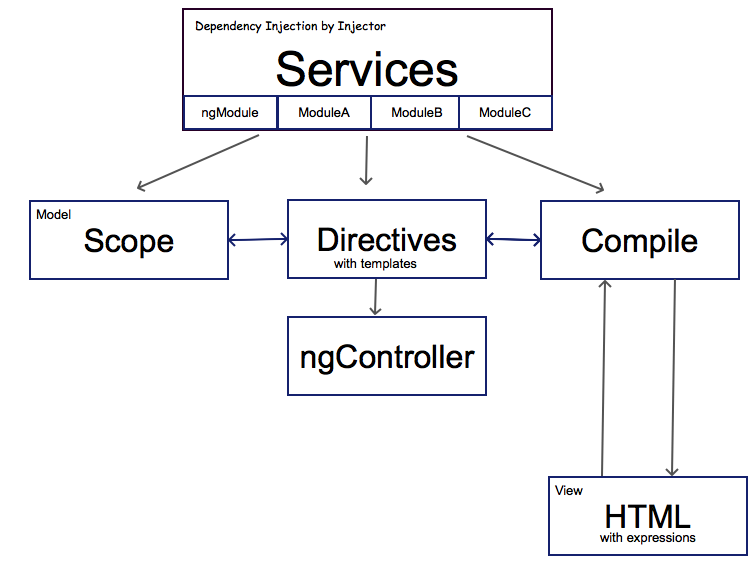 Dependency Injection by Injector
Services
ngModule ModuleA ModuleB ModuleC
Model
Scope
Directives
with templates
Compile
ngController
View
HTML
with expressions